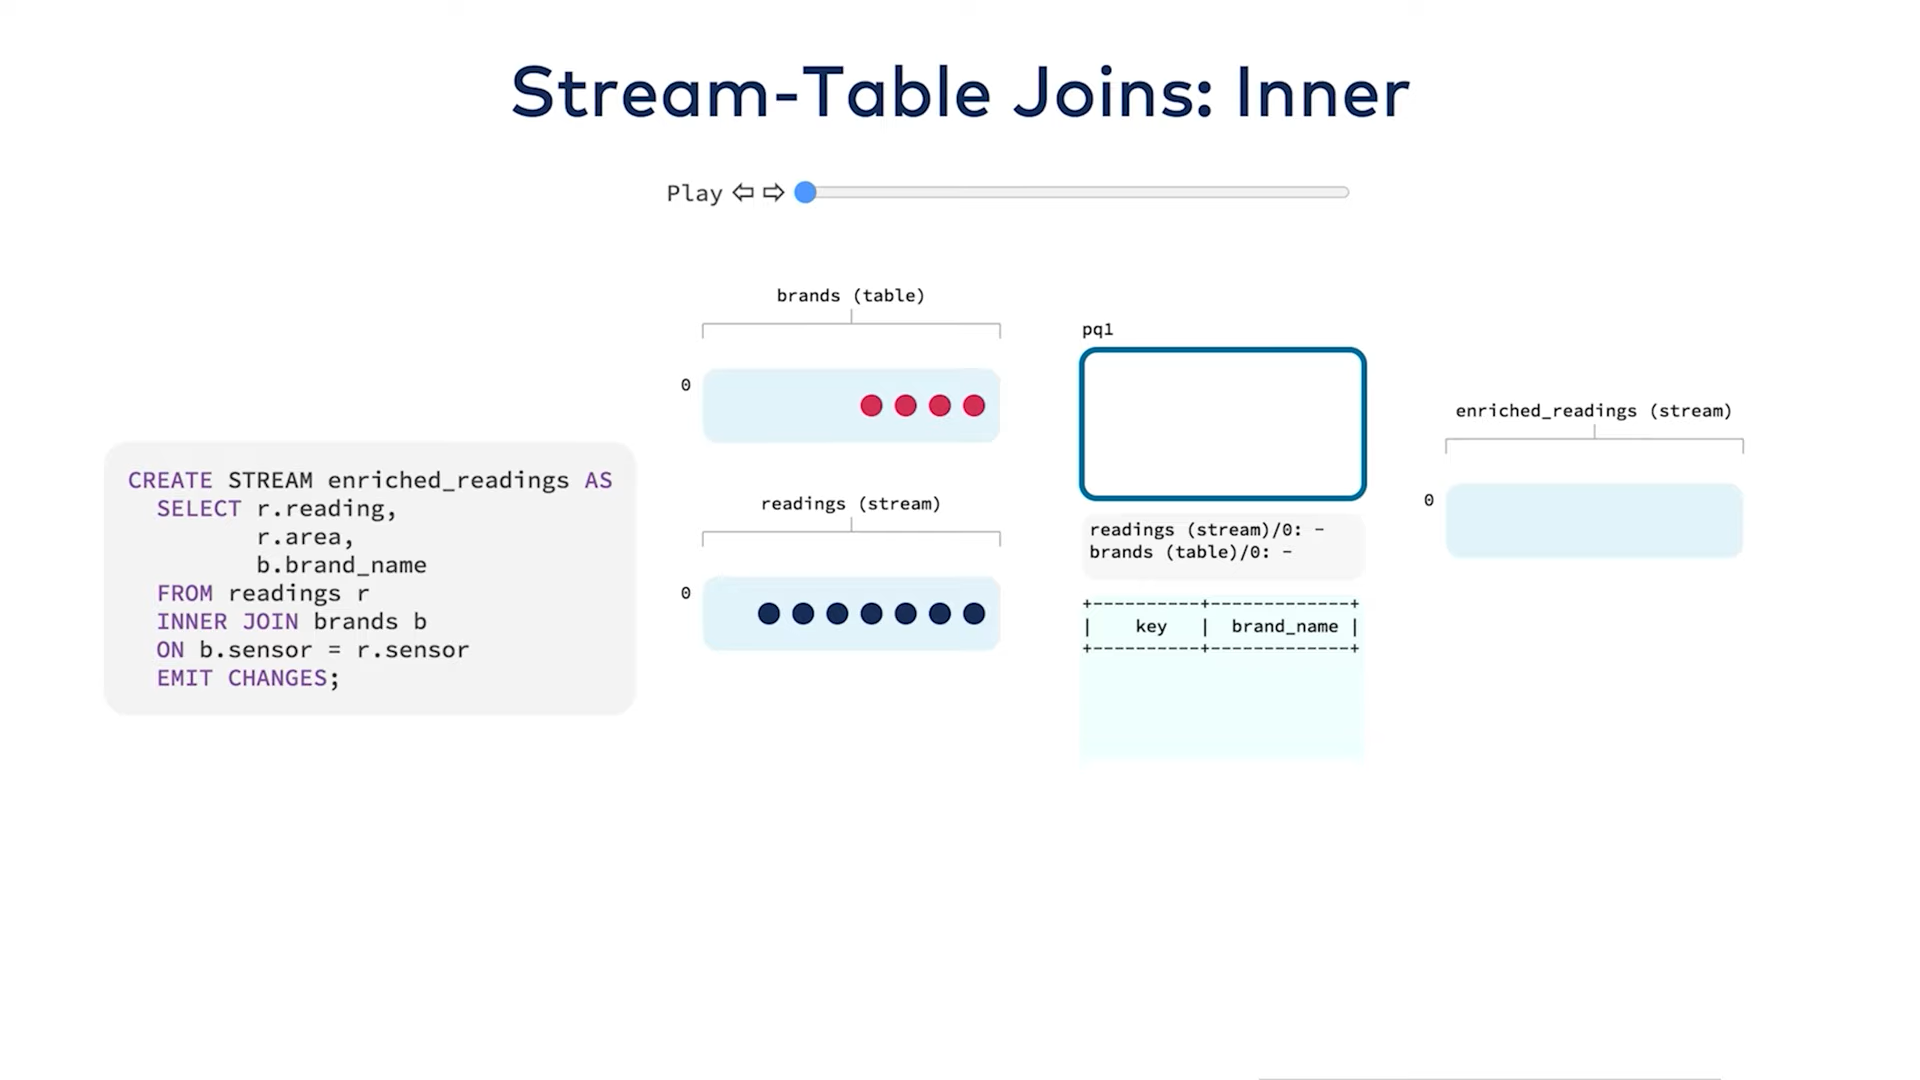 Stream-Table Joins: Inner
Play ⇦ ⇨
brands (table)
0
readings (stream)
0
CREATE STREAM enriched_readings AS
  SELECT r.reading,
         r.area,
         b.brand_name
  FROM readings r
  INNER JOIN brands b
  ON b.sensor = r.sensor
  EMIT CHANGES;
pq1
readings (stream)/0: -
brands (table)/0: -
+-----------+-------------+
|    key    |  brand_name |
+-----------+-------------+
enriched_readings (stream)
0